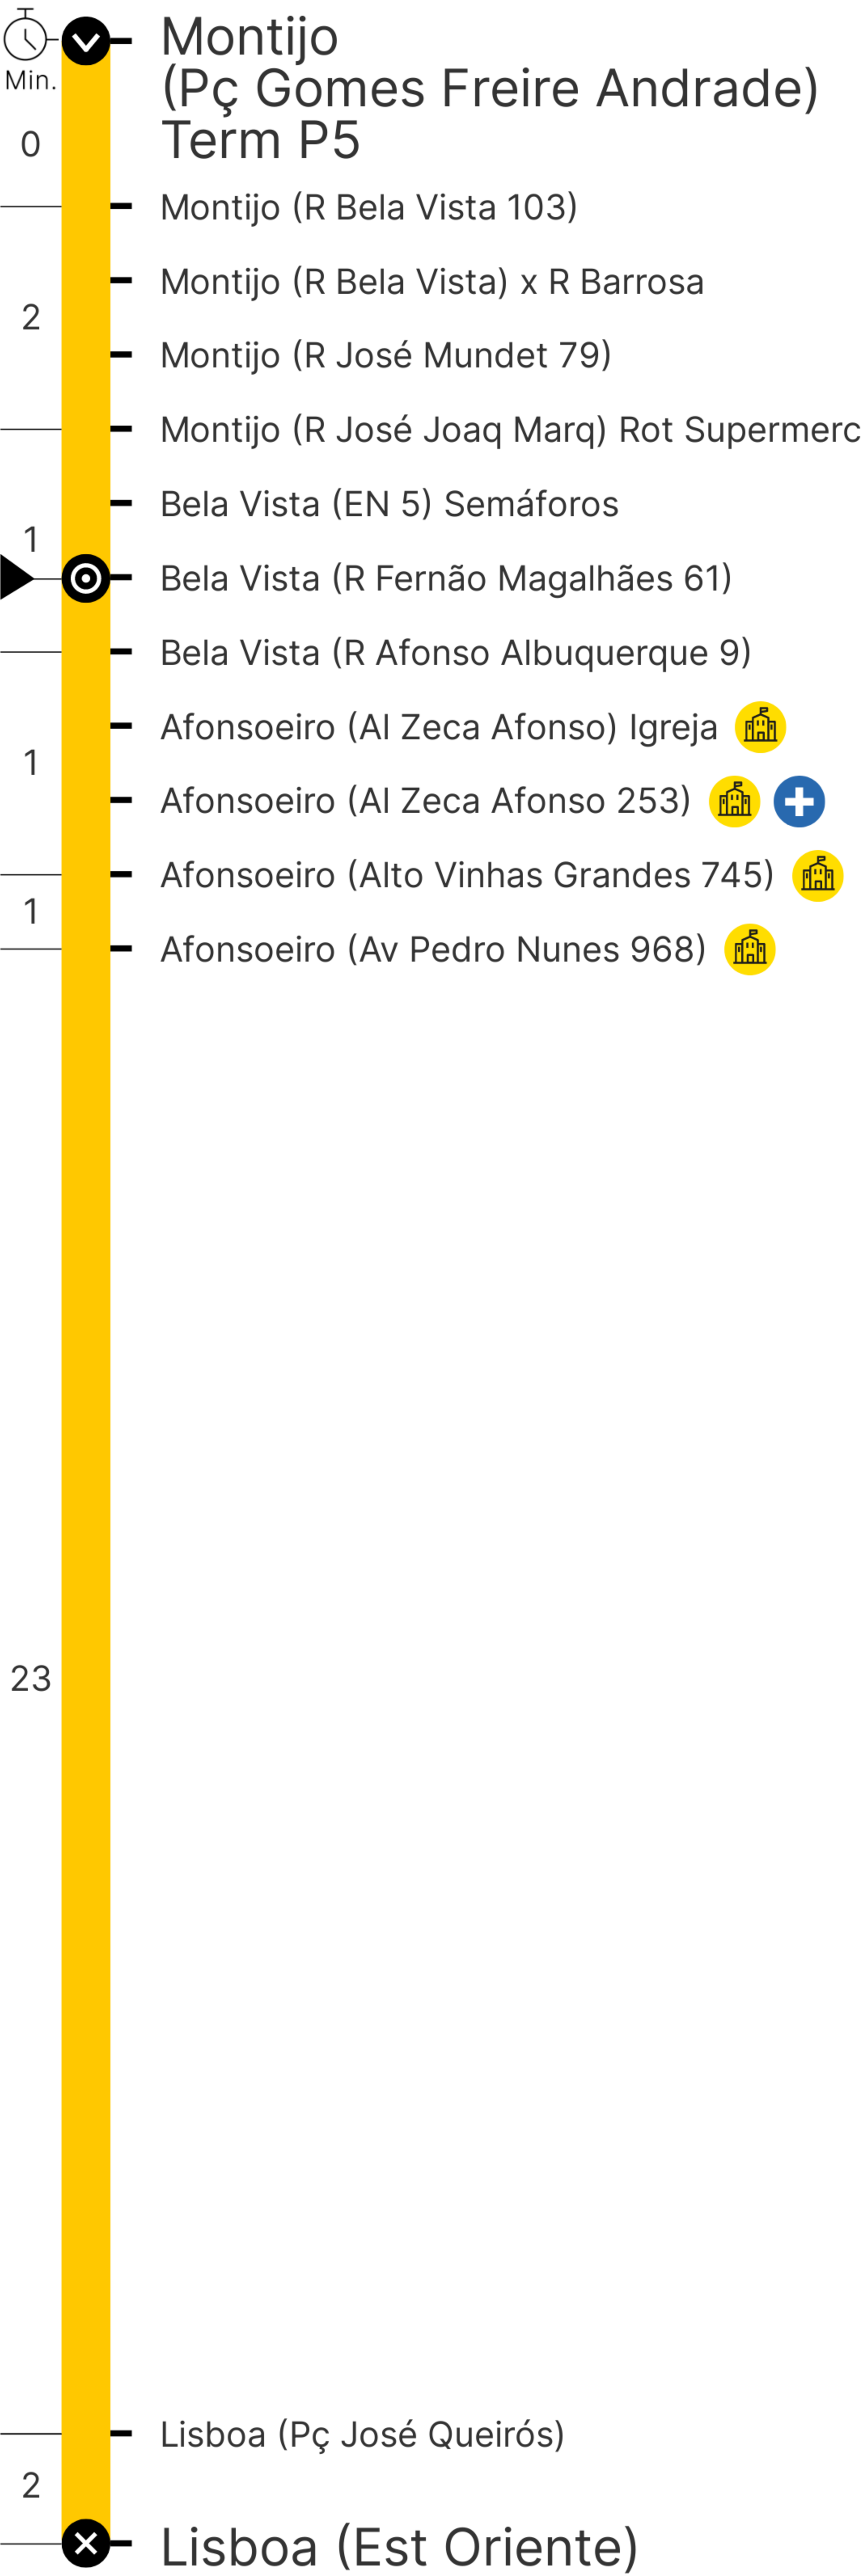 Montijo
(Pç Gomes Freire Andrade)
Term P5
Min.
0
Montijo (R Bela Vista 103)
Montijo (R Bela Vista) x R Barrosa
2
Montijo (R José Mundet 79)
Montijo (R José Joaq Marq) Rot Supermerc
Bela Vista (EN 5) Semáforos
1
Bela Vista (R Fernão Magalhães 61)
Bela Vista (R Afonso Albuquerque 9)
Afonsoeiro (Al Zeca Afonso) Igreja
1
Afonsoeiro (Al Zeca Afonso 253)
Afonsoeiro (Alto Vinhas Grandes 745)
1
Afonsoeiro (Av Pedro Nunes 968)
23
Lisboa (Pç José Queirós)
2
Lisboa (Est Oriente)